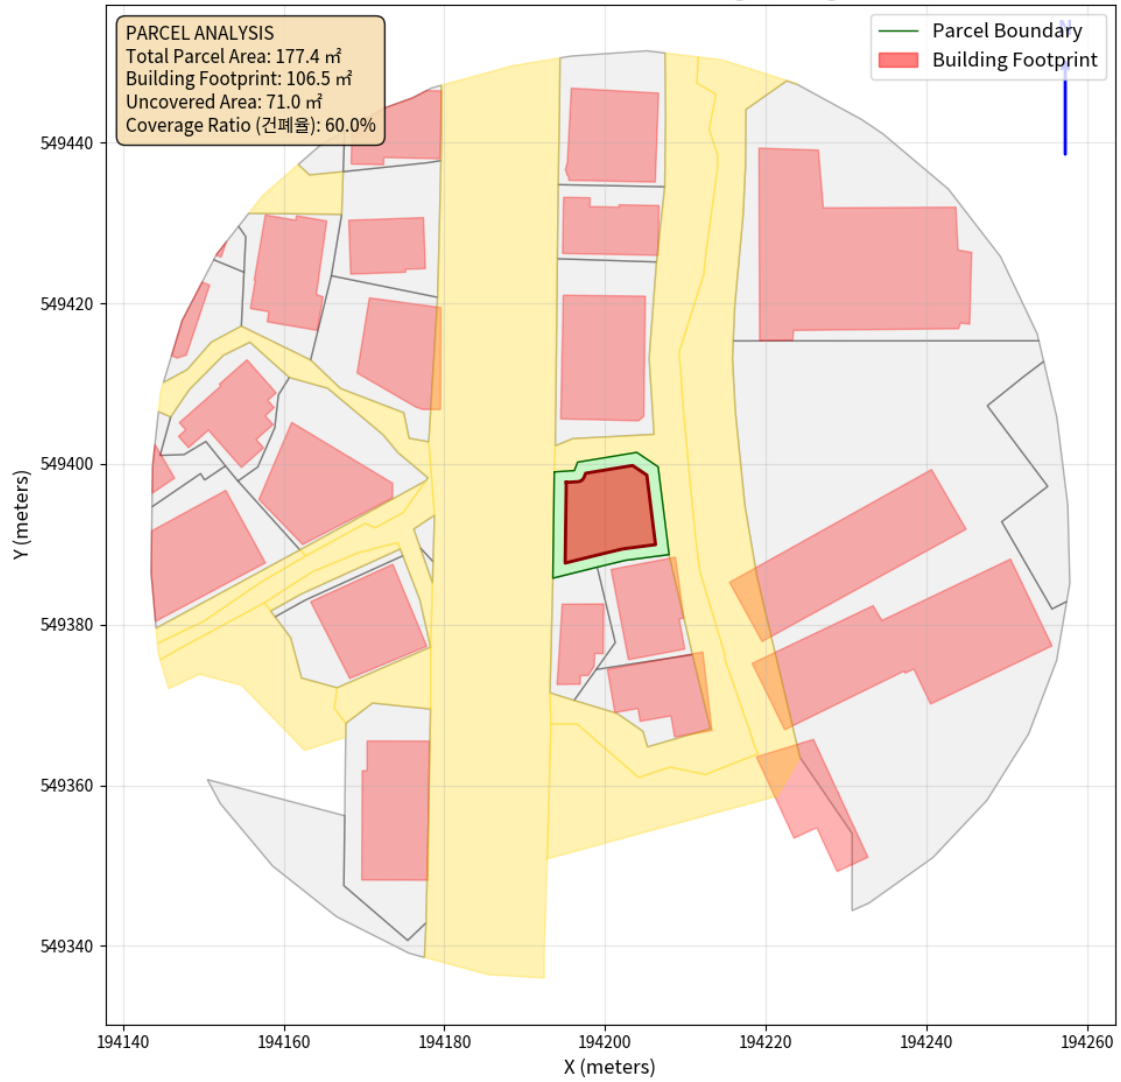 PARCEL ANALYSIS
Total Parcel Area: 177.4 ㎡
Building Footprint: 106.5 ㎡
Uncovered Area: 71.0 ㎡
Coverage Ratio (건폐율): 60.0%
N
Parcel Boundary
Building Footprint
549440
549420
549400
549380
549360
549340
Y (meters)
194140
194160
194180
194200
194220
194240
194260
X (meters)